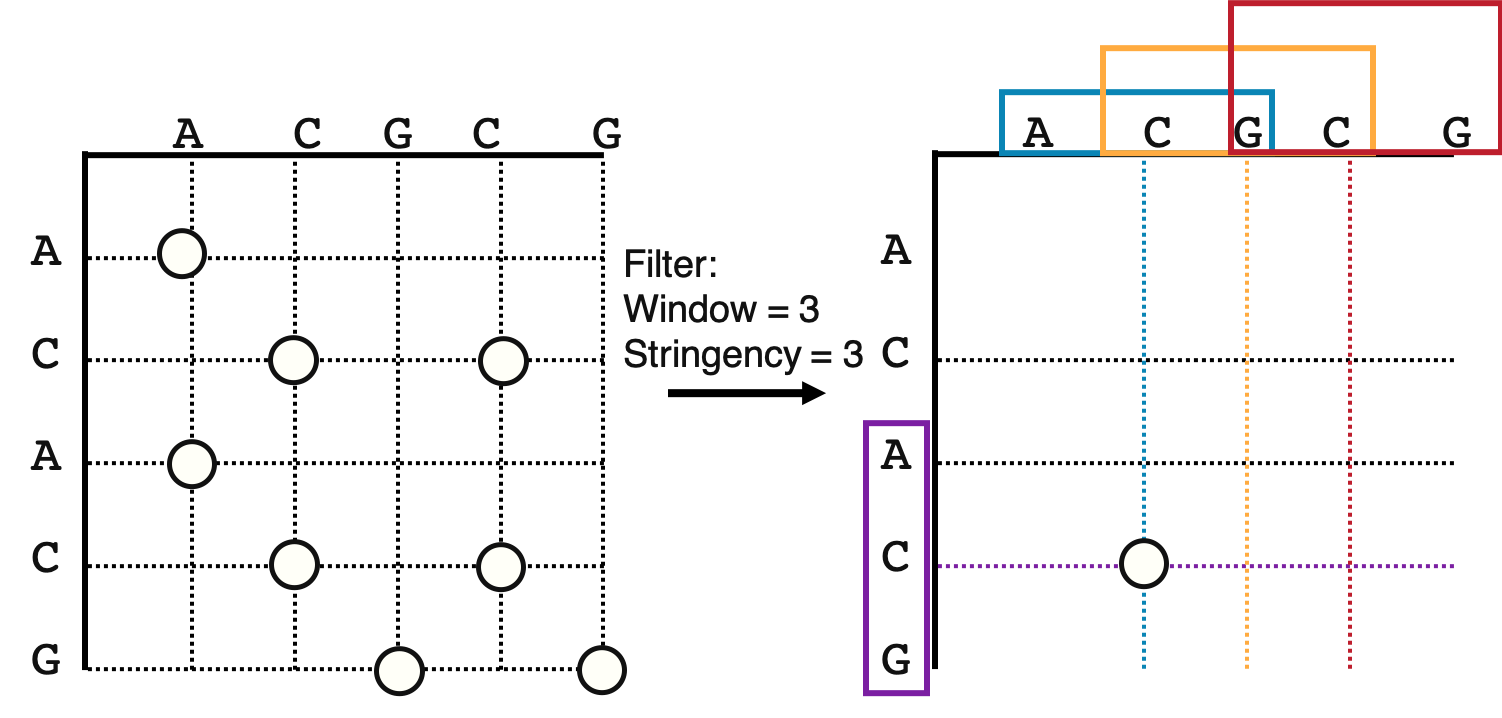 A C G C G
A
C
A
C
G
Filter:
Window = 3
Stringency = 3
A C G C G
A
C
A
C
G